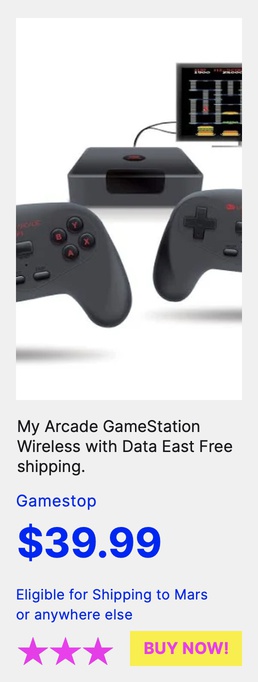 B
Y
A
X
My Arcade GameStation
Wireless with Data East Free
shipping.
Gamestop
$39.99
Eligible for Shipping to Mars
or anywhere else
BUY NOW!